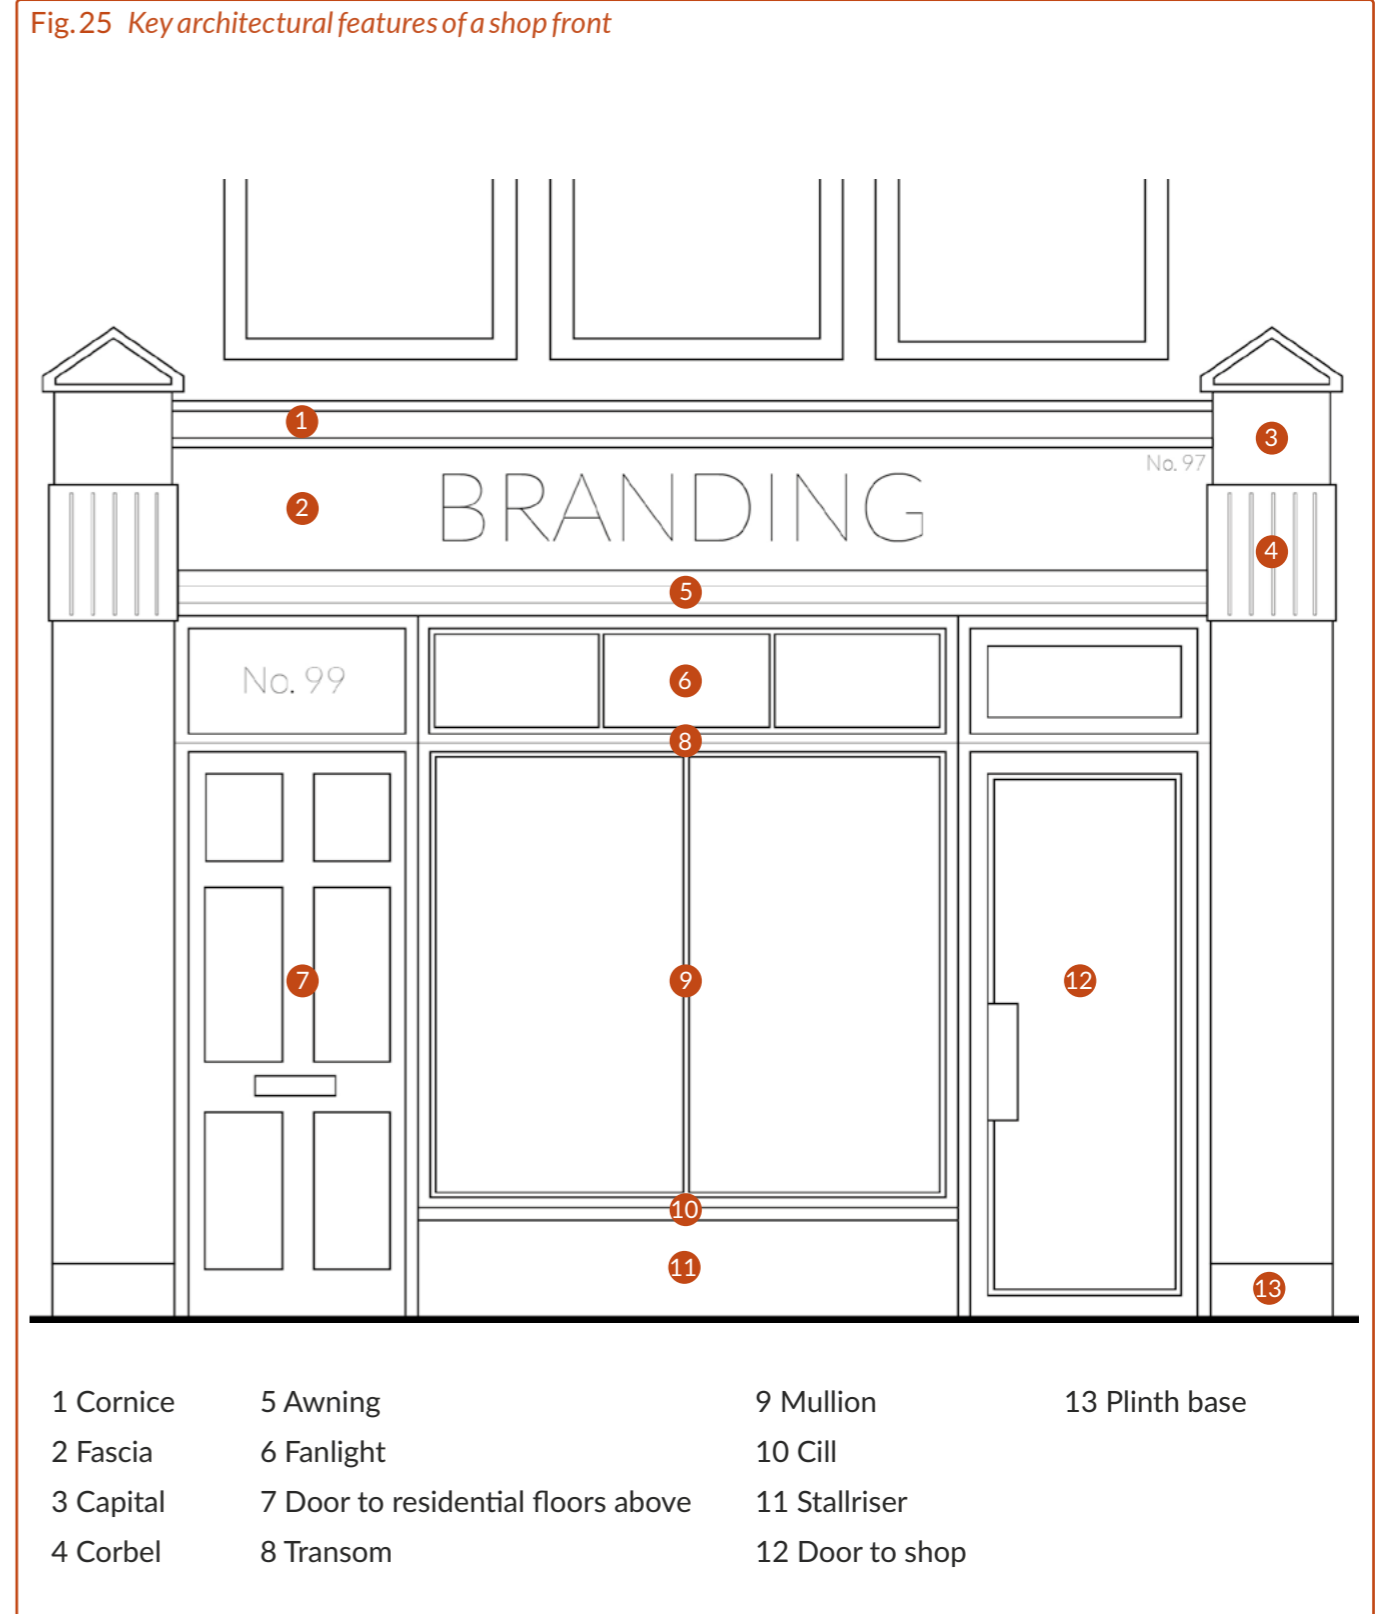 Fig.25 Key architectural features of a shop front
1
3
No. 97
2
BRANDING
4
5
No. 99
6
8
7
9
12
10
11
13
1 Cornice
2 Fascia
3 Capital
4 Corbel
5 Awning
6 Fanlight
7 Door to residential floors above
8 Transom
9 Mullion
10 Cill
11 Stallriser
12 Door to shop
13 Plinth base